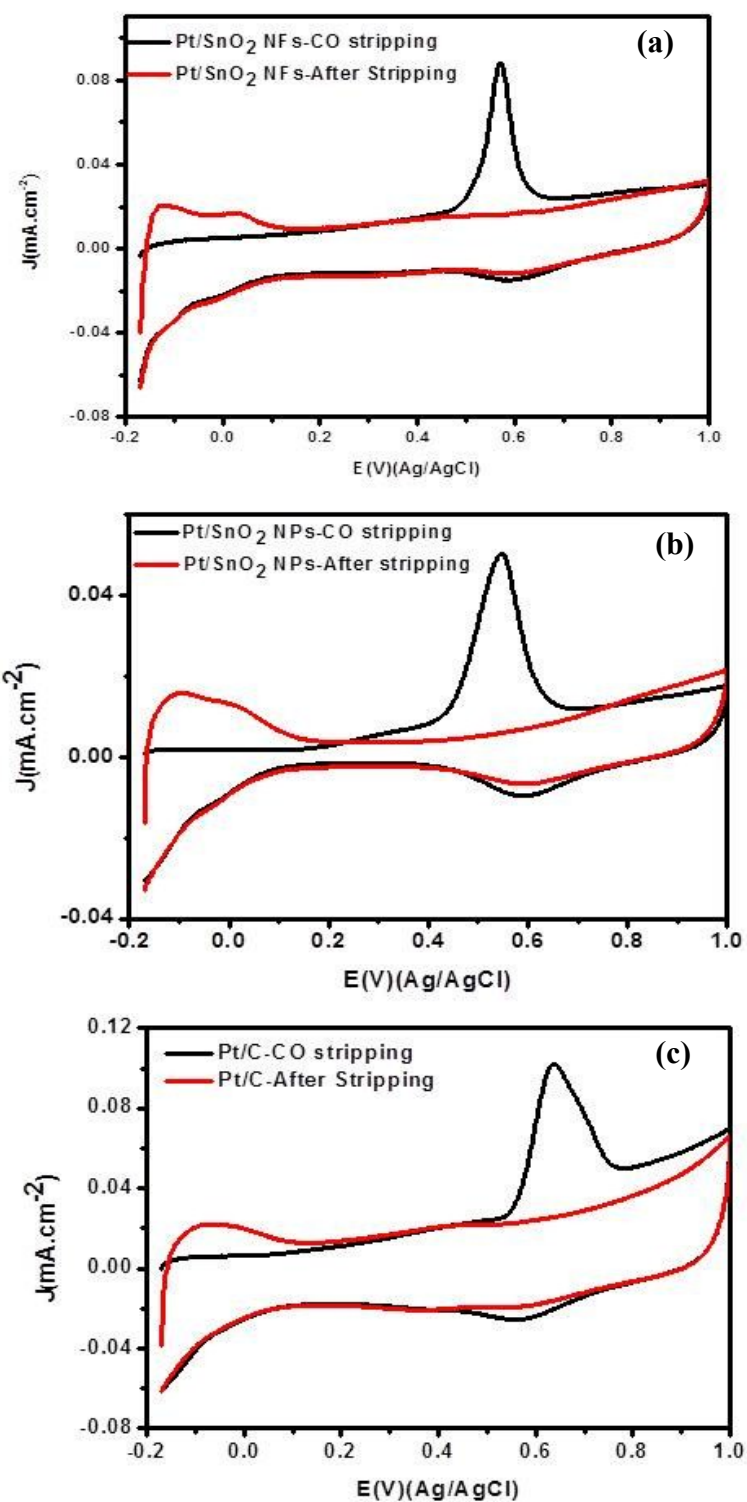 Pt/SnO2 NFs-CO stripping
(a)
Pt/SnO2 NFs-After Stripping
0.08
0.04
0.00
-0.04
-0.08
J(mA.cm-2)
-0.2 0.0 0.2 0.4 0.6 0.8 1.0
E(V)(Ag/AgCl)
Pt/SnO2 NPs-CO stripping
(b)
Pt/SnO2 NPs-After stripping
0.04
0.00
-0.04
J(mA.cm-2)
-0.2 0.0 0.2 0.4 0.6 0.8 1.0
E(V)(Ag/AgCl)
0.12
Pt/C-CO stripping
(c)
Pt/C-After Stripping
0.08
0.04
0.00
-0.04
-0.08
J(mA.cm-2)
-0.2 0.0 0.2 0.4 0.6 0.8 1.0
E(V)(Ag/AgCl)